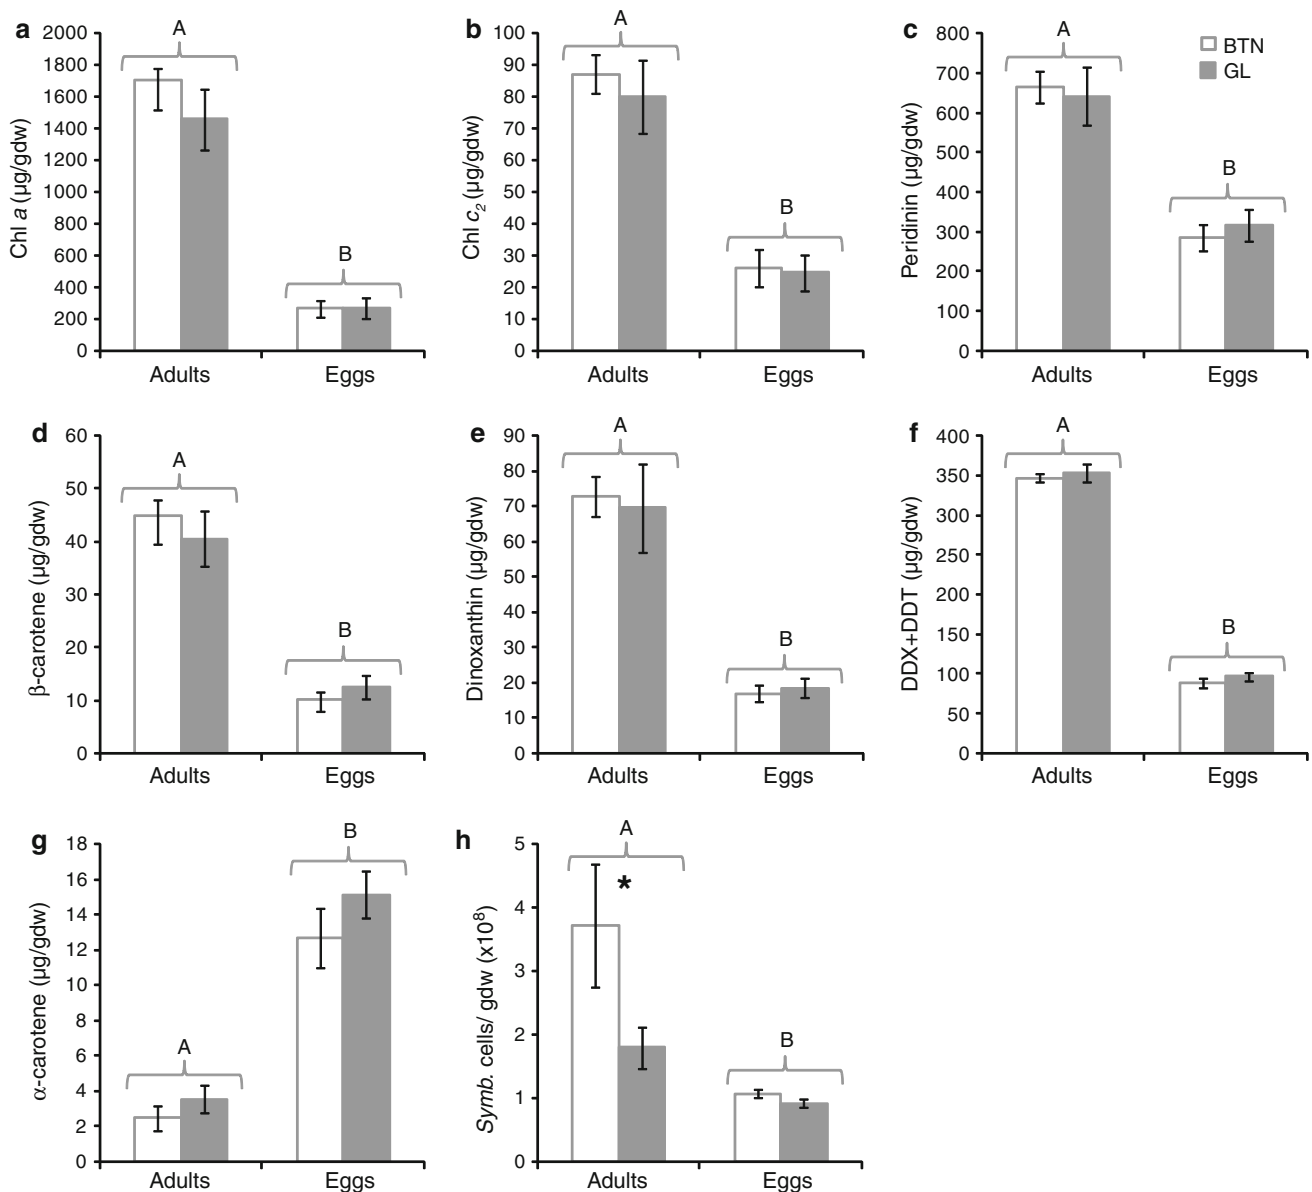 a
Chl a (µg/gdw)
2000
1800
1600
1400
1200
1000
800
600
400
200
0
A
B
Adults Eggs
b
Chl c₂ (µg/gdw)
100
90
80
70
60
50
40
30
20
10
0
A
B
Adults Eggs
c
Peridinin (µg/gdw)
800
700
600
500
400
300
200
100
0
A
B
BTN
GL
Adults Eggs
d
β-carotene (µg/gdw)
60
50
40
30
20
10
0
A
B
Adults Eggs
e
Dinoxanthin (µg/gdw)
90
80
70
60
50
40
30
20
10
0
A
B
Adults Eggs
f
DDX+DDT (µg/gdw)
400
350
300
250
200
150
100
50
0
A
B
Adults Eggs
g
α-carotene (µg/gdw)
18
16
14
12
10
8
6
4
2
0
A
B
Adults Eggs
h
Symb. cells/ gdw (x10⁸)
5
4
3
2
1
0
A
*
B
Adults Eggs